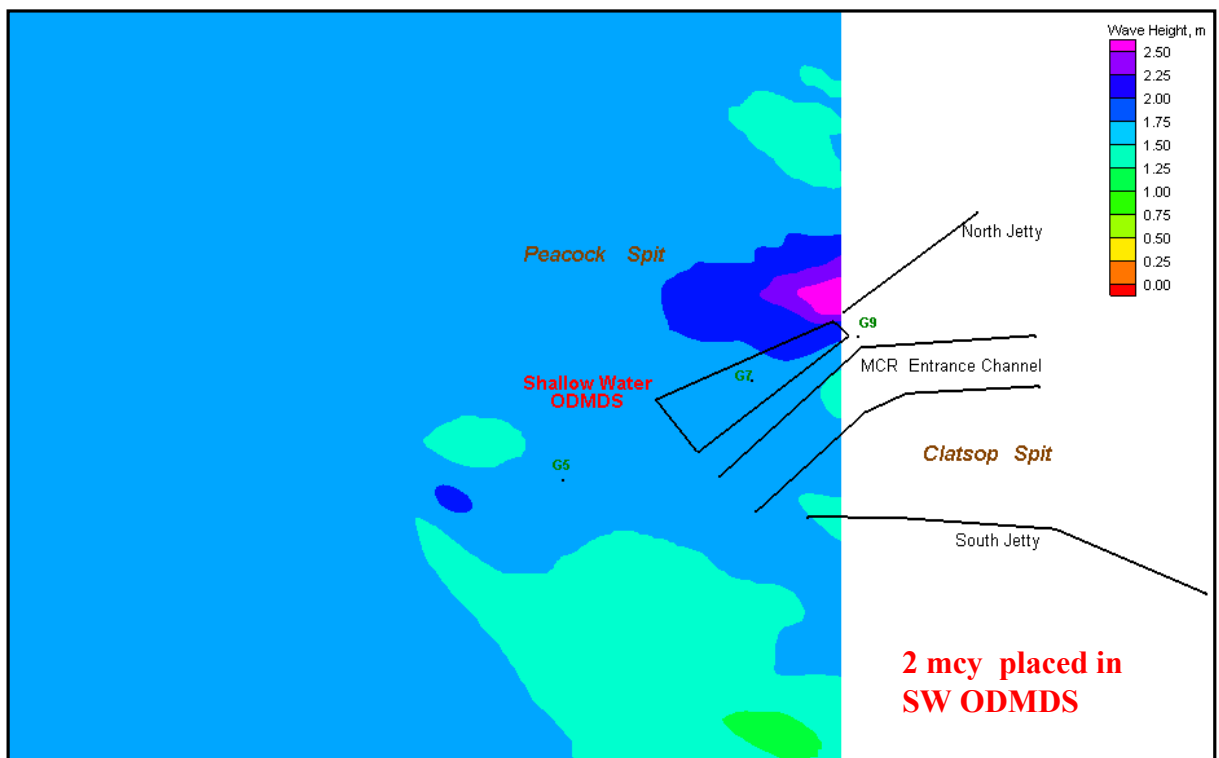 Wave Height, m
2.50
2.25
2.00
1.75
1.50
1.25
1.00
0.75
0.50
0.25
0.00
North Jetty
Peacock Spit
G9
MCR Entrance Channel
G7
Shallow Water
ODMDS
Clatsop Spit
G5
South Jetty
2 mcy placed in
SW ODMDS